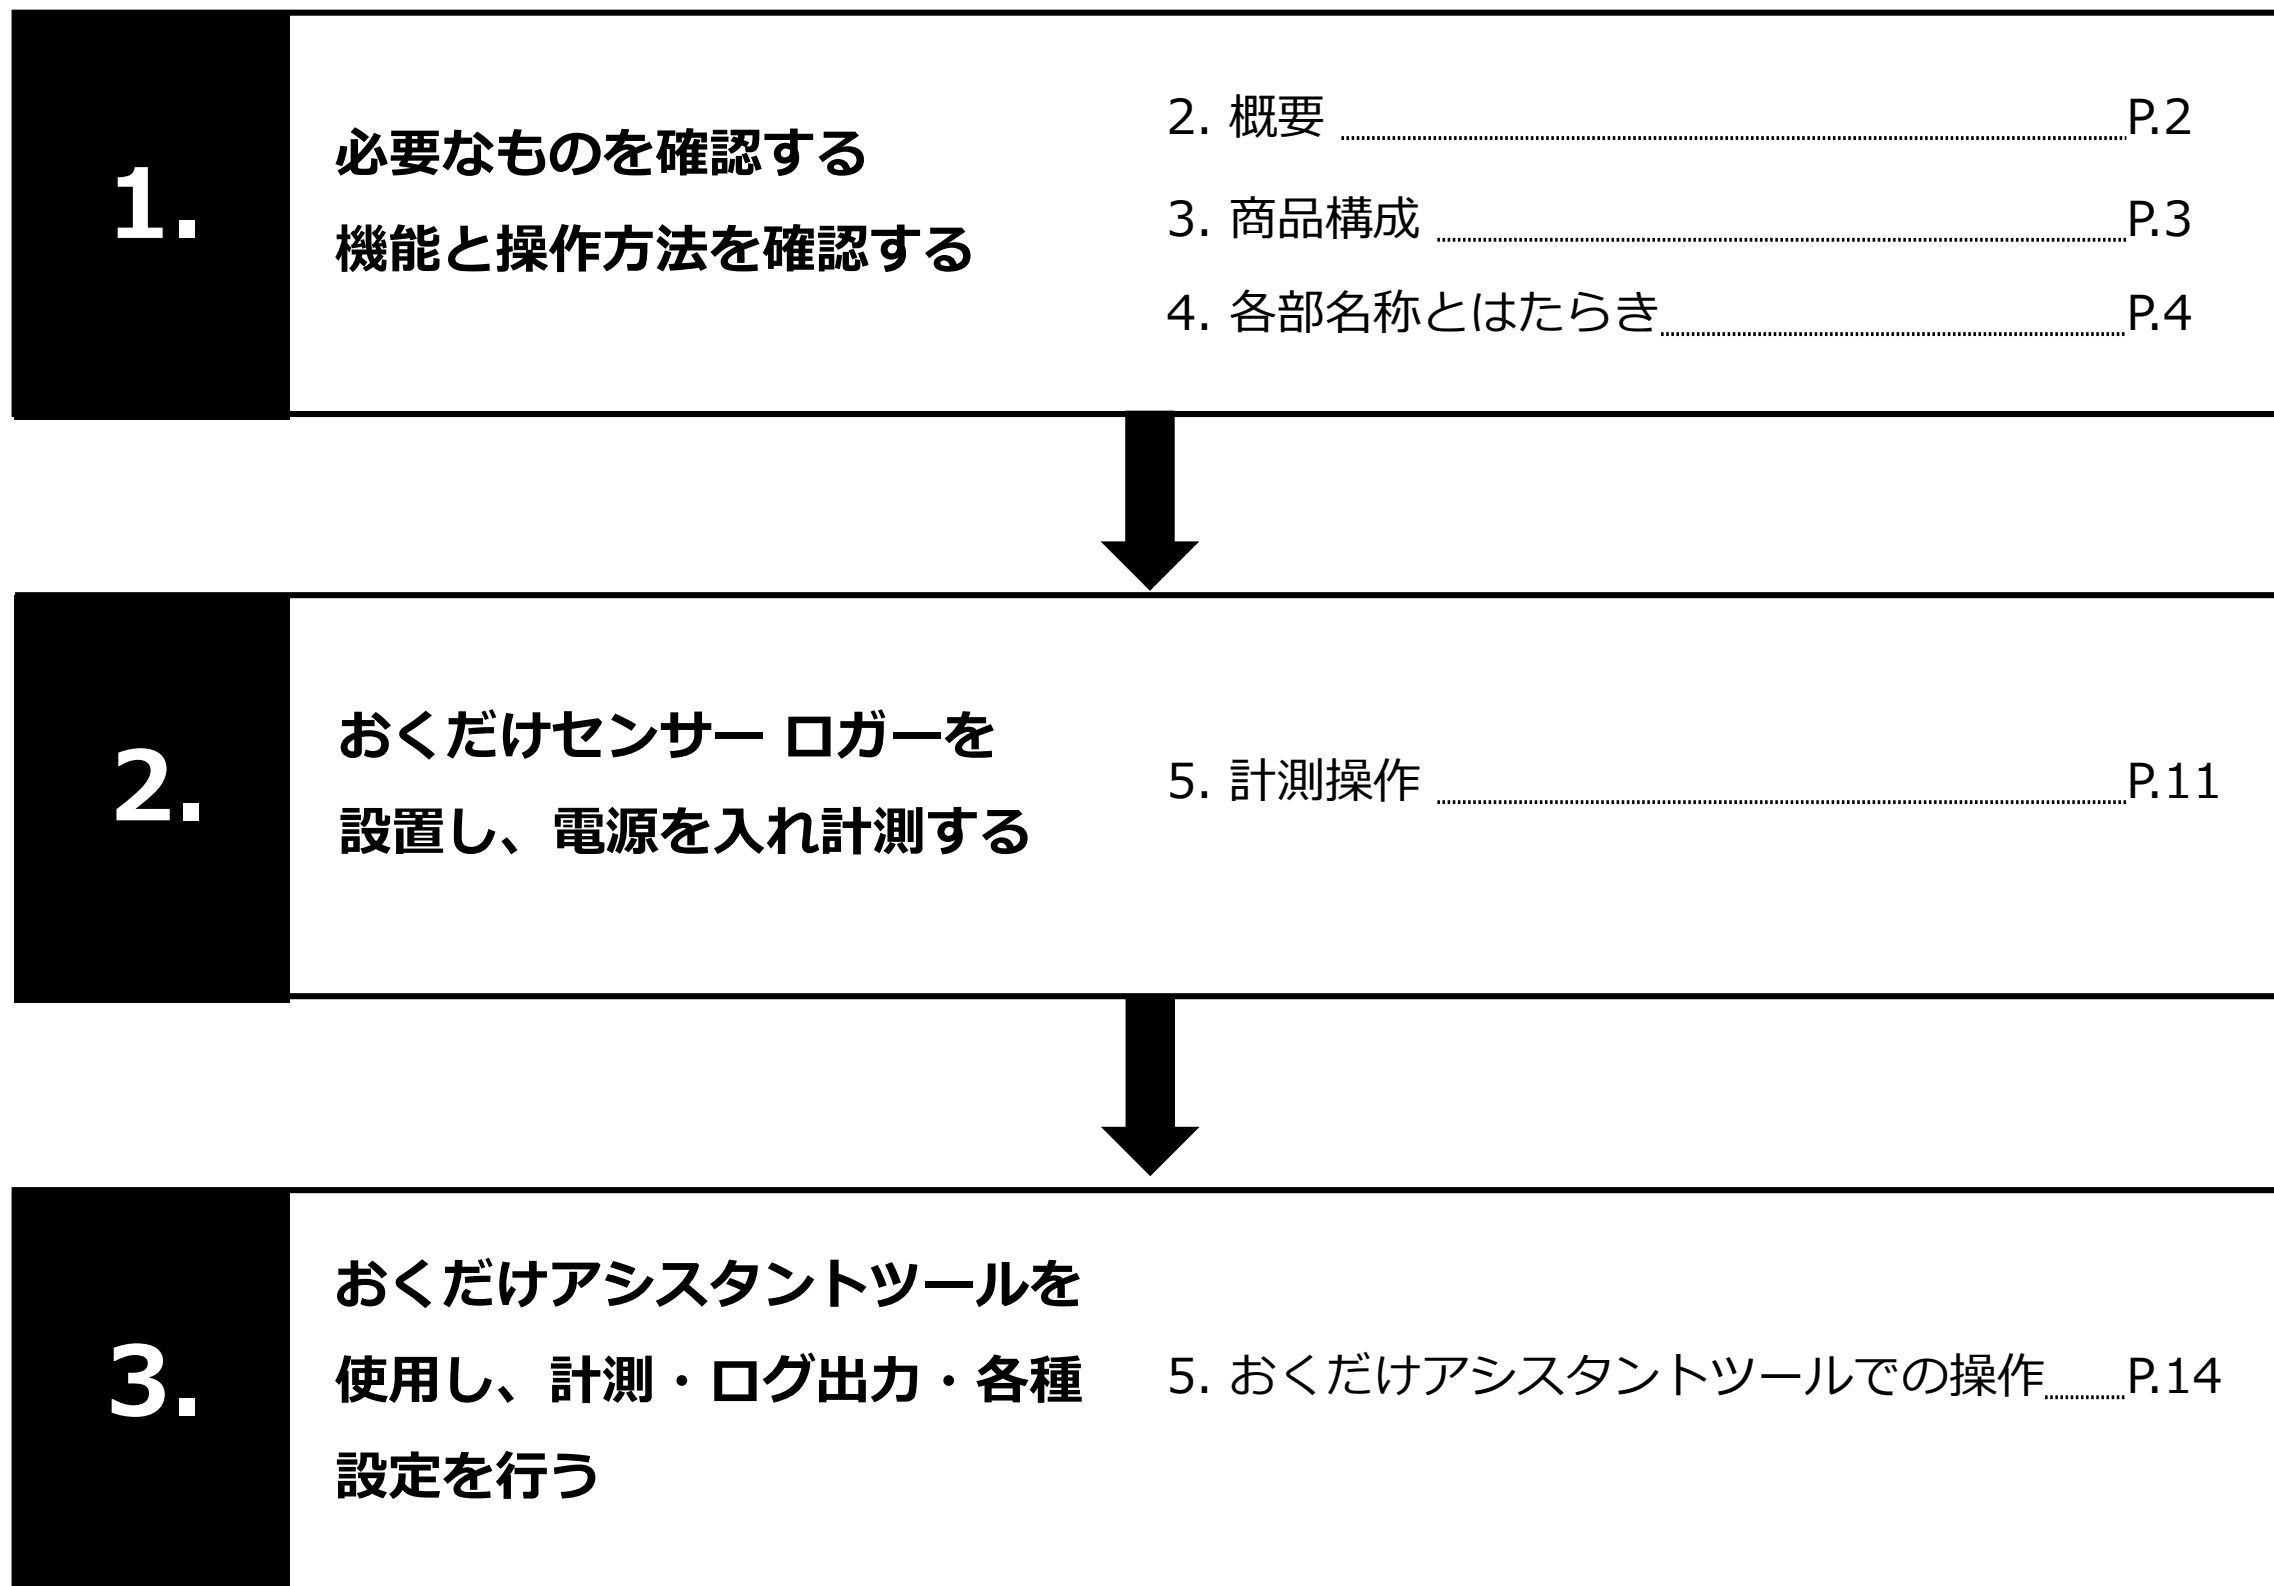 1.
必要なものを確認する
機能と操作方法を確認する
2. 概要 P.2
3. 商品構成 P.3
4. 各部名称とはたらき P.4
2.
おくだけセンサー ロガーを
設置し、電源を入れ計測する
5. 計測操作 P.11
3.
おくだけアシスタントツールを
使用し、計測・ログ出力・各種
設定を行う
5. おくだけアシスタントツールでの操作 P.14